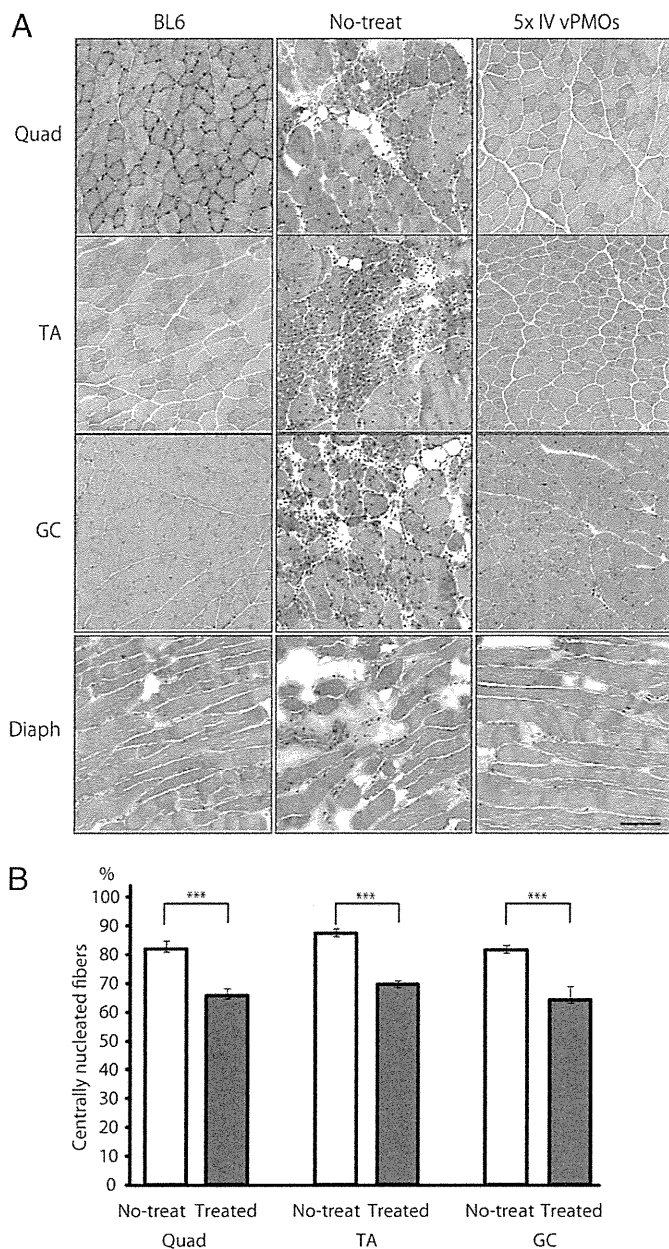 A
BL6 No-treat 5x IV vPMOs
Quad
TA
GC
Diaph
B
%
100
90
80
70
60
50
40
30
20
10
0
Centrally nucleated fibers
*** *** ***
No-treat Treated No-treat Treated No-treat Treated
Quad TA GC